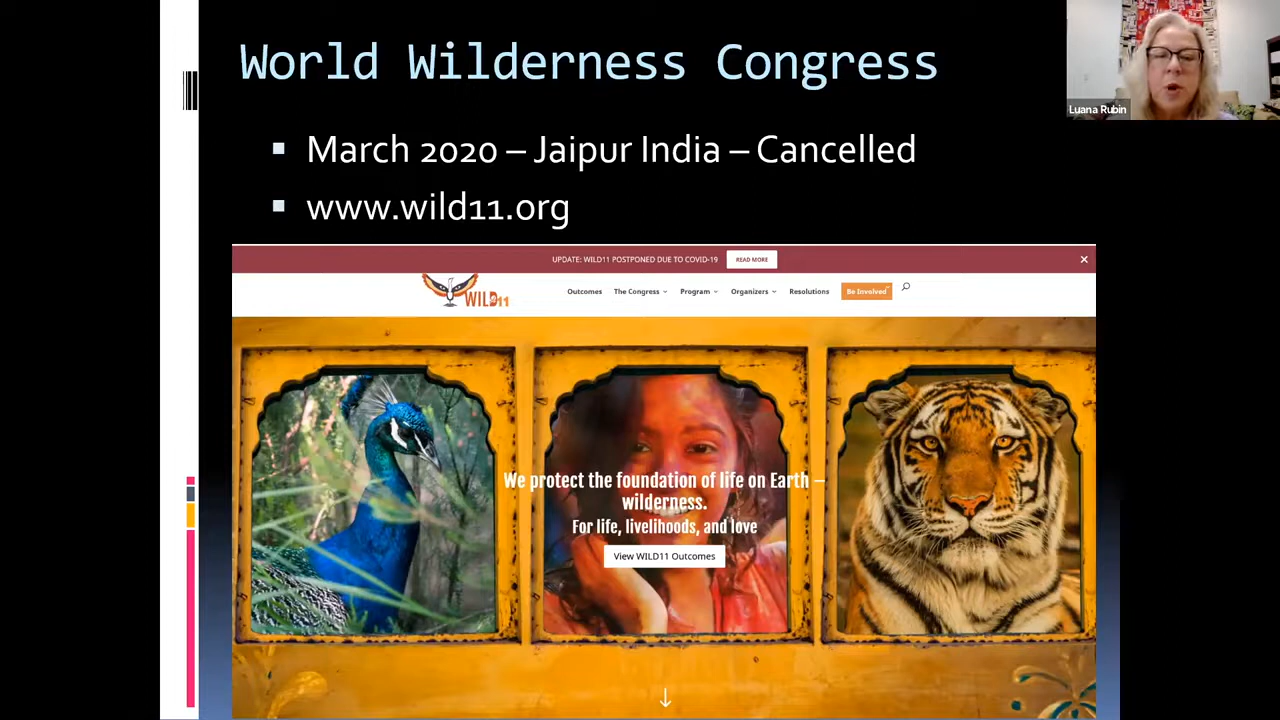 World Wilderness Congress
Luana Rubin
March 2020 – Jaipur India – Cancelled
www.wild11.org
UPDATE: WILD11 POSTPONED DUE TO COVID-19 READ MORE ×
WILD11 Outcomes The Congress Program Organizers Resolutions Be Involved
We protect the foundation of life on Earth –
wilderness.
For life, livelihoods, and love
View WILD11 Outcomes